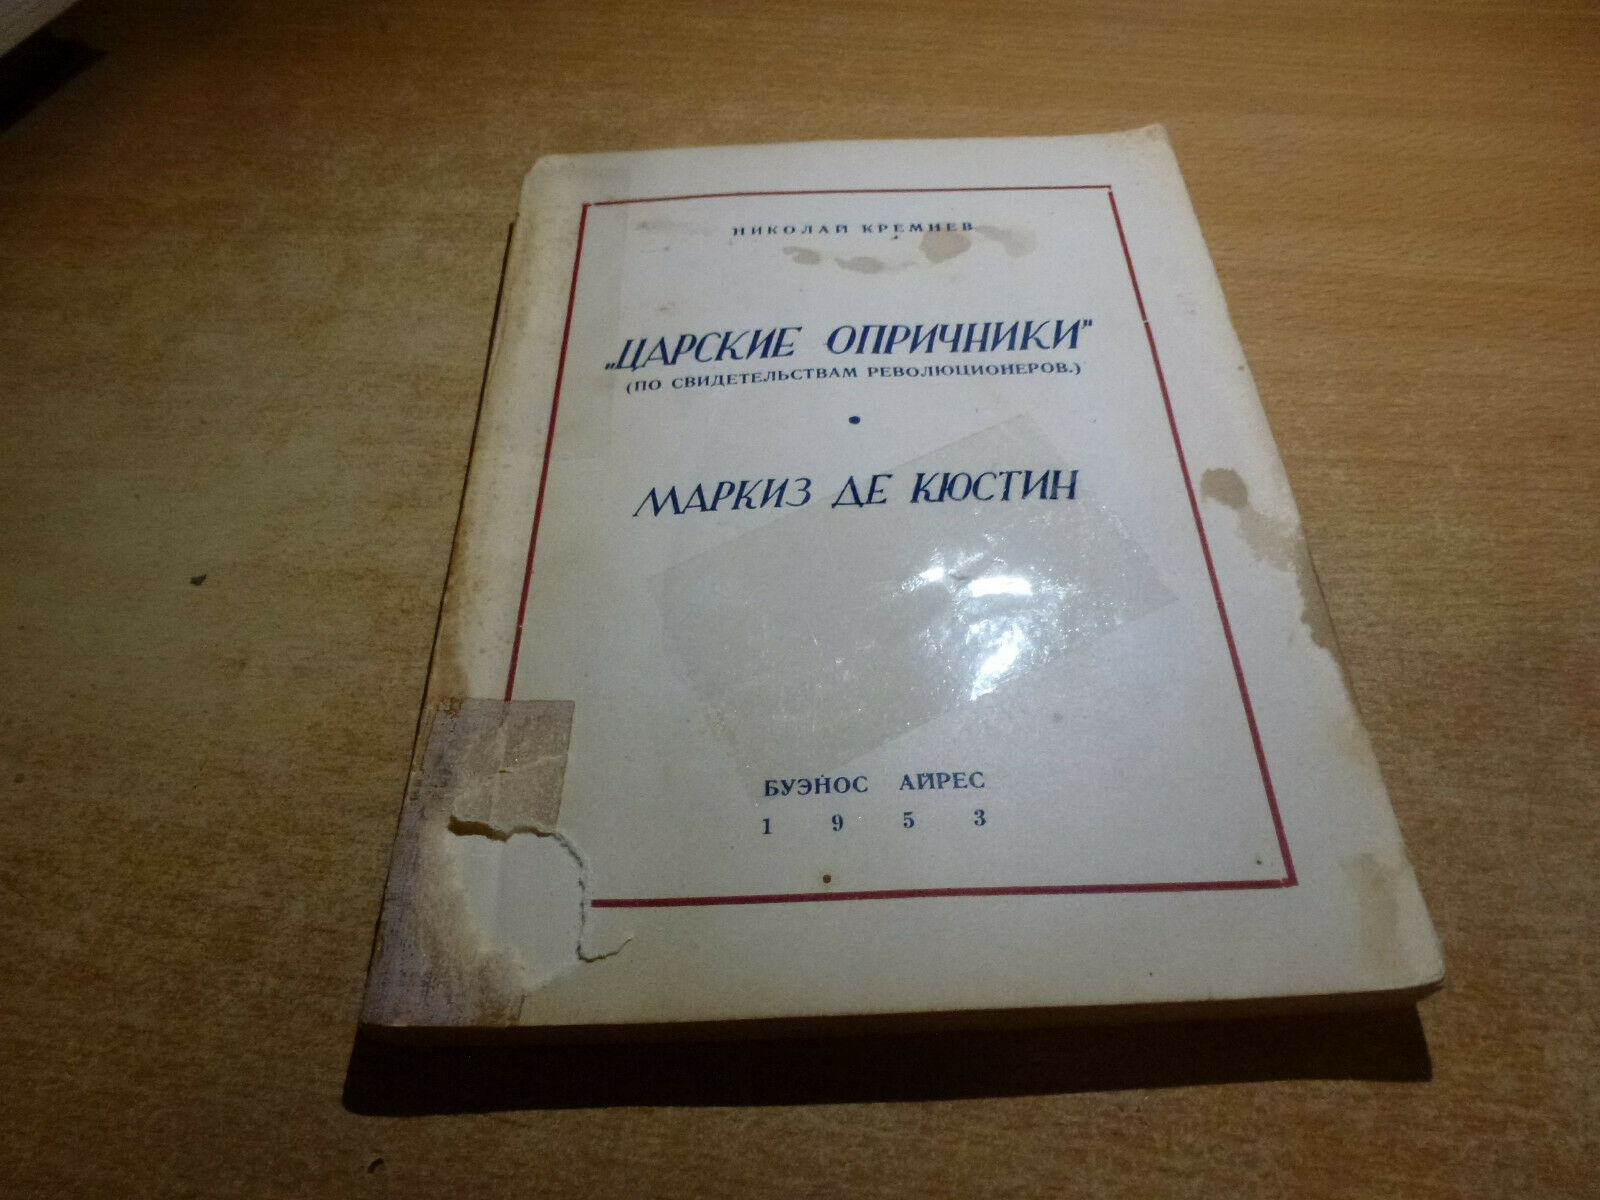 НИКОЛАЙ КРЕМНЕВ
„ЦАРСКИЕ ОПРИЧНИКИ"
(ПО СВИДЕТЕЛЬСТВАМ РЕВОЛЮЦИОНЕРОВ.)
МАРКИЗ ДЕ КЮСТИН
БУЭНОС АЙРЕС
1 9 5 3